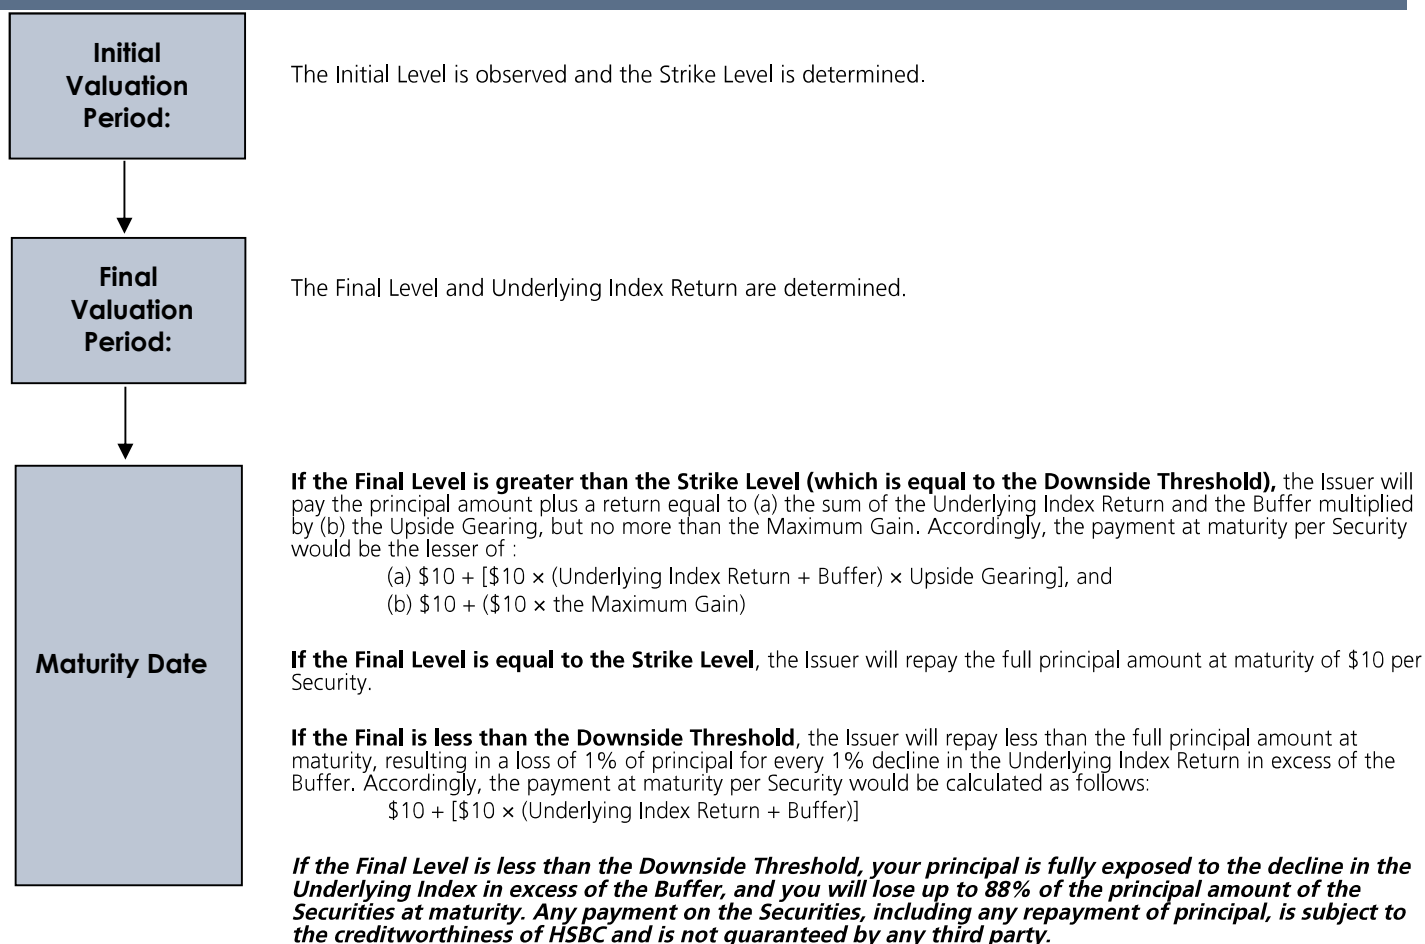 Initial
Valuation
Period:
The Initial Level is observed and the Strike Level is determined.
Final
Valuation
Period:
The Final Level and Underlying Index Return are determined.
Maturity Date
If the Final Level is greater than the Strike Level (which is equal to the Downside Threshold), the Issuer will
pay the principal amount plus a return equal to (a) the sum of the Underlying Index Return and the Buffer multiplied
by (b) the Upside Gearing, but no more than the Maximum Gain. Accordingly, the payment at maturity per Security
would be the lesser of :
(a) $10 + [$10 × (Underlying Index Return + Buffer) × Upside Gearing], and
(b) $10 + ($10 × the Maximum Gain)
If the Final Level is equal to the Strike Level, the Issuer will repay the full principal amount at maturity of $10 per
Security.
If the Final is less than the Downside Threshold, the Issuer will repay less than the full principal amount at
maturity, resulting in a loss of 1% of principal for every 1% decline in the Underlying Index Return in excess of the
Buffer. Accordingly, the payment at maturity per Security would be calculated as follows:
$10 + [$10 × (Underlying Index Return + Buffer)]
If the Final Level is less than the Downside Threshold, your principal is fully exposed to the decline in the
Underlying Index in excess of the Buffer, and you will lose up to 88% of the principal amount of the
Securities at maturity. Any payment on the Securities, including any repayment of principal, is subject to
the creditworthiness of HSBC and is not guaranteed by any third party.